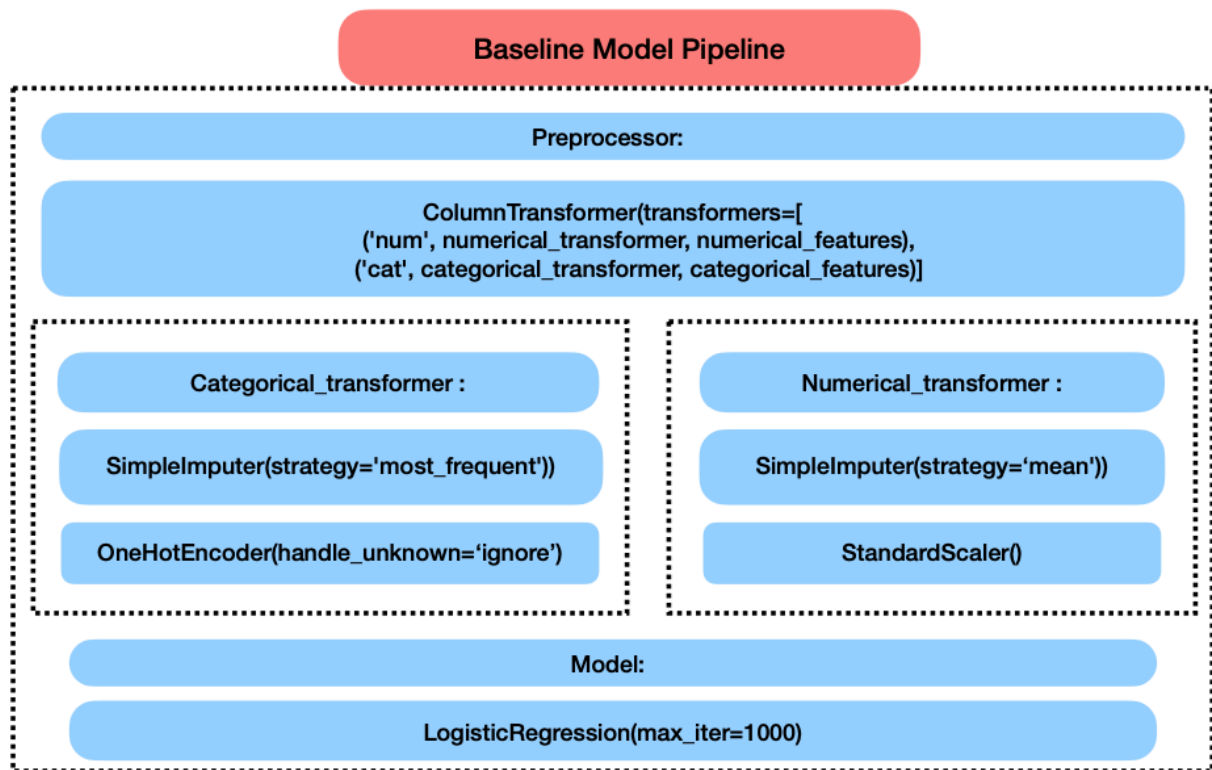 Baseline Model Pipeline
Preprocessor:
ColumnTransformer(transformers=[
('num', numerical_transformer, numerical_features),
('cat', categorical_transformer, categorical_features)]
Categorical_transformer :
SimpleImputer(strategy='most_frequent'))
OneHotEncoder(handle_unknown=‘ignore’)
Numerical_transformer :
SimpleImputer(strategy=‘mean'))
StandardScaler()
Model:
LogisticRegression(max_iter=1000)